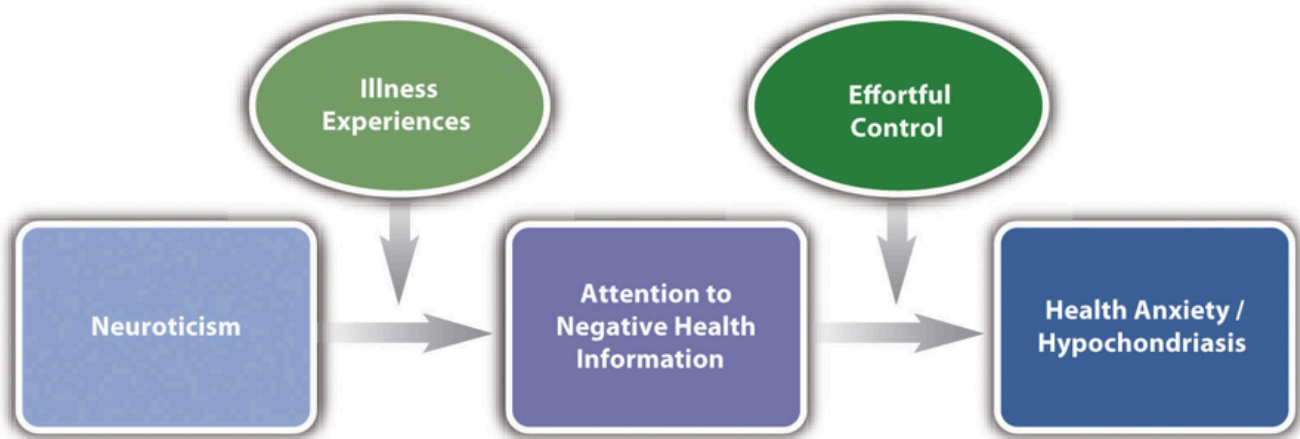 Illness
Experiences
Effortful
Control
Neuroticism
Attention to
Negative Health
Information
Health Anxiety /
Hypochondriasis